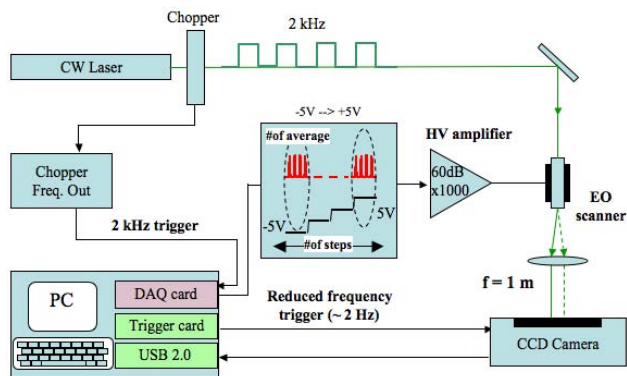 Chopper
2 kHz
CW Laser
-5V --> +5V
#of average
HV amplifier
60dB
x1000
Chopper
Freq. Out
EO
scanner
-5V
5V
#of steps
2 kHz trigger
f = 1 m
PC
DAQ card
Reduced frequency
trigger (~ 2 Hz)
Trigger card
USB 2.0
CCD Camera